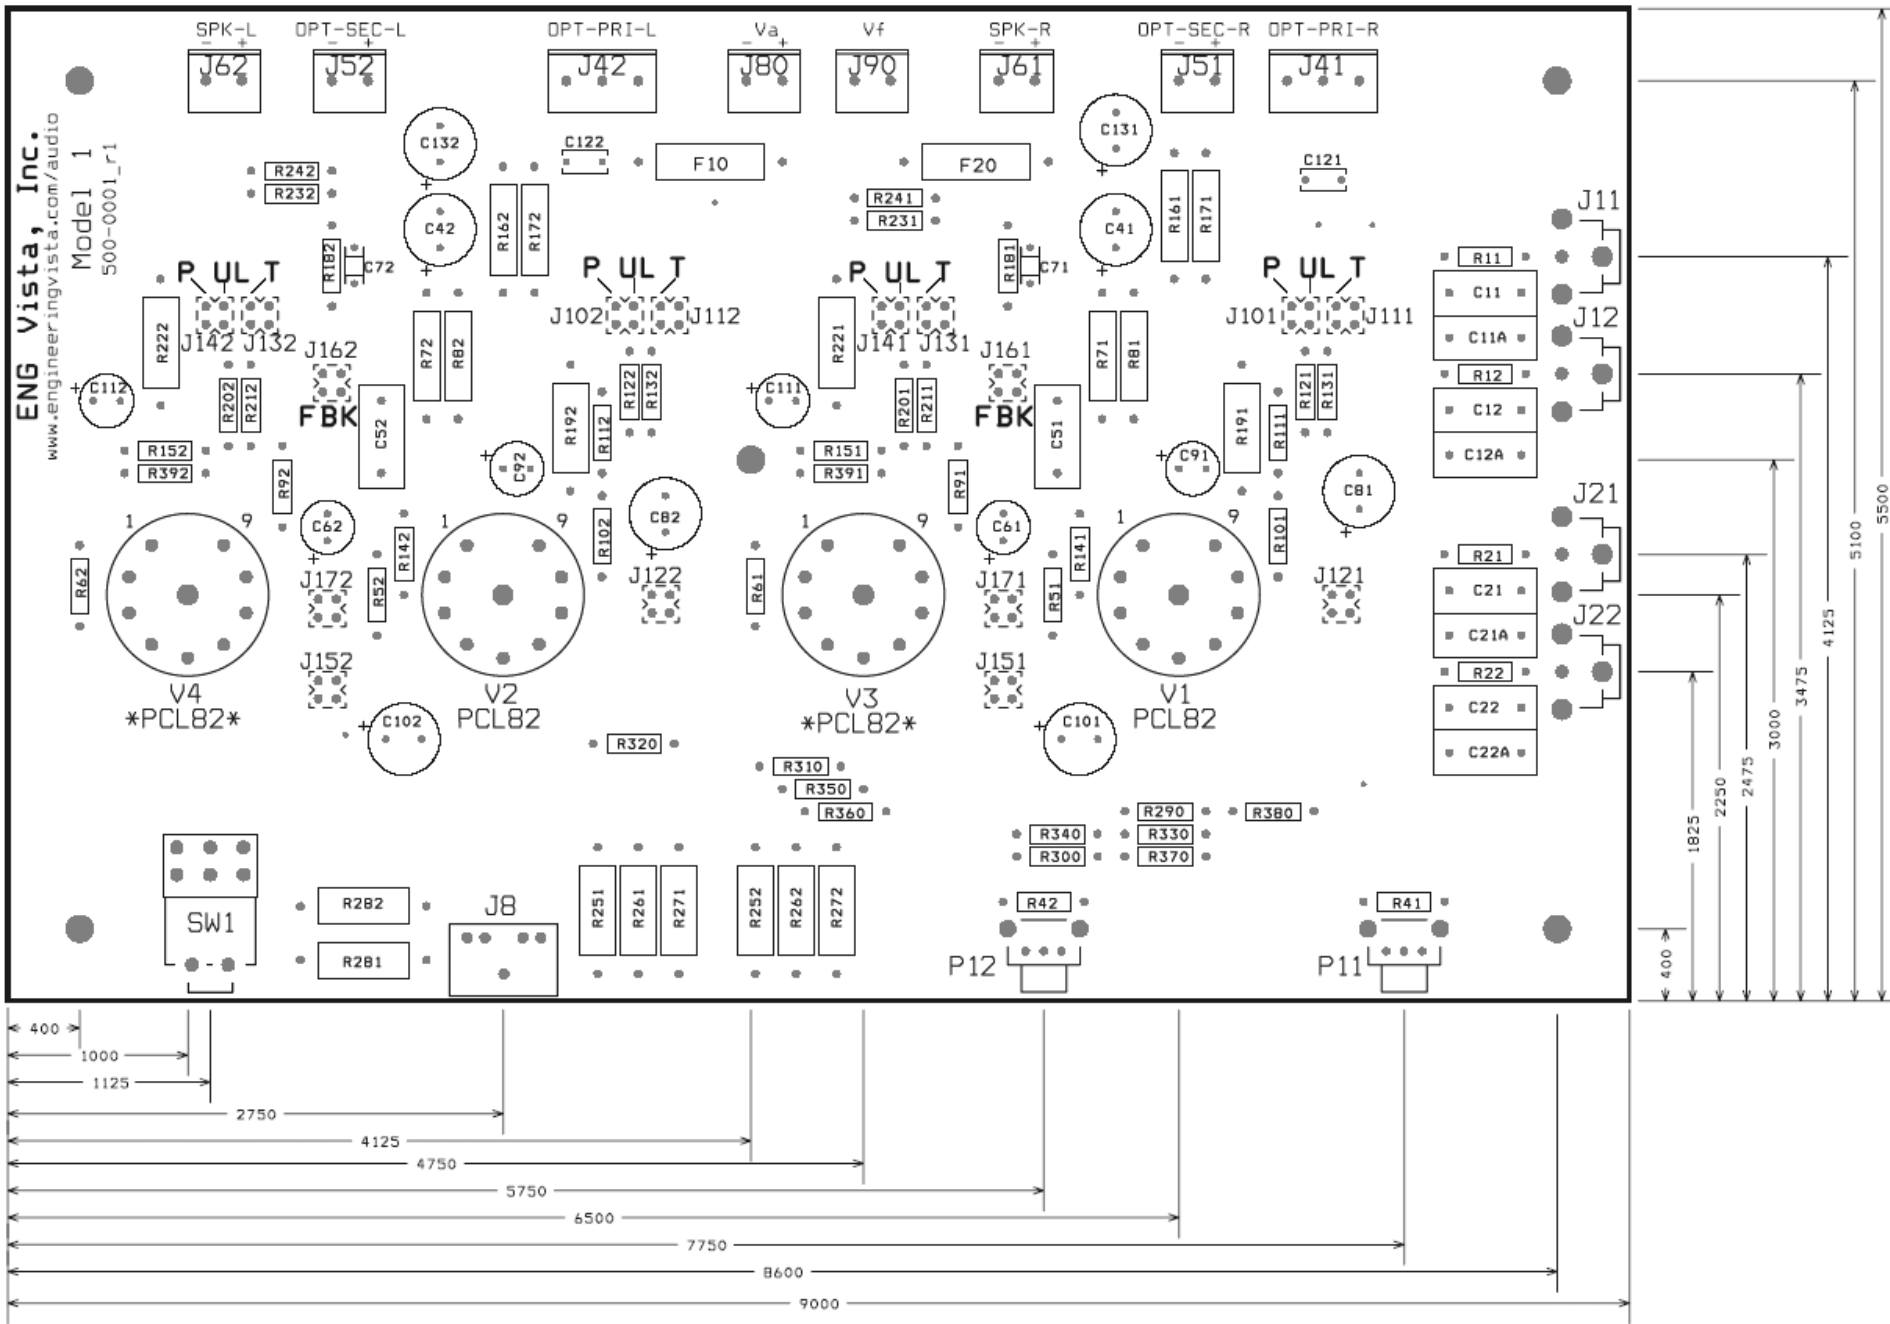 SPK-L OPT-SEC-L OPT-PRI-L Va Vf SPK-R OPT-SEC-R OPT-PRI-R
- + - + - + - + - +
J62 J52 J42 J80 J90 J61 J51 J41
ENG Vista, Inc.
www.engineeringvista.com/audio
Model 1
500-0001_r1
C132 C122 F10 F20 C131 C121
R242
R232
R241
R231
+ +
C42 R162 R172 C41 R161 R171
+ +
R182 C72 R181 C71
J11
R11
C11
C11A
J12
R12
C12
C12A
P UL T P UL T P UL T P UL T
J142 J132 J102 J112 J141 J131 J101 J111
R222 J162 R72 R82 R221 J161 R71 R81
+ C112 R202 R212 FBK C52 R192 R112 R122 R132
+ C111 R201 R211 FBK C51 R191 R111 R121 R131
R152
R392
R92 + C92
R151
R391
R91 + C91
C82 + C81 +
J21
R21
C21
C21A
J22
R22
C22
C22A
1 9 C62 + R142 1 9 R102 1 9 C61 + R141 1 9 R101
R62 J172 R52 J122 R61 J171 R51 J121
J152 J151
V4
*PCL82*
V2
PCL82
V3
*PCL82*
V1
PCL82
+ C102 + C101
R320
R310
R350
R360
R290 R380
R340 R330
R300 R370
SW1 R2B2
R2B1
J8 R251 R261 R271 R252 R262 R272
R42 R41
P12 P11
400
1825
2250
2475
3000
3475
4125
5100
5500
400
1000
1125
2750
4125
4750
5750
6500
7750
8600
9000